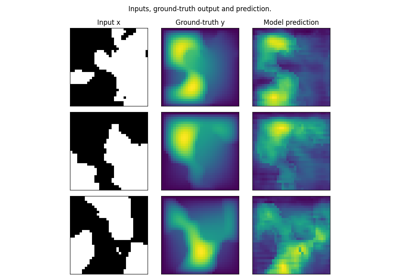 Inputs, ground-truth output and prediction.
Input x
Ground-truth y
Model prediction